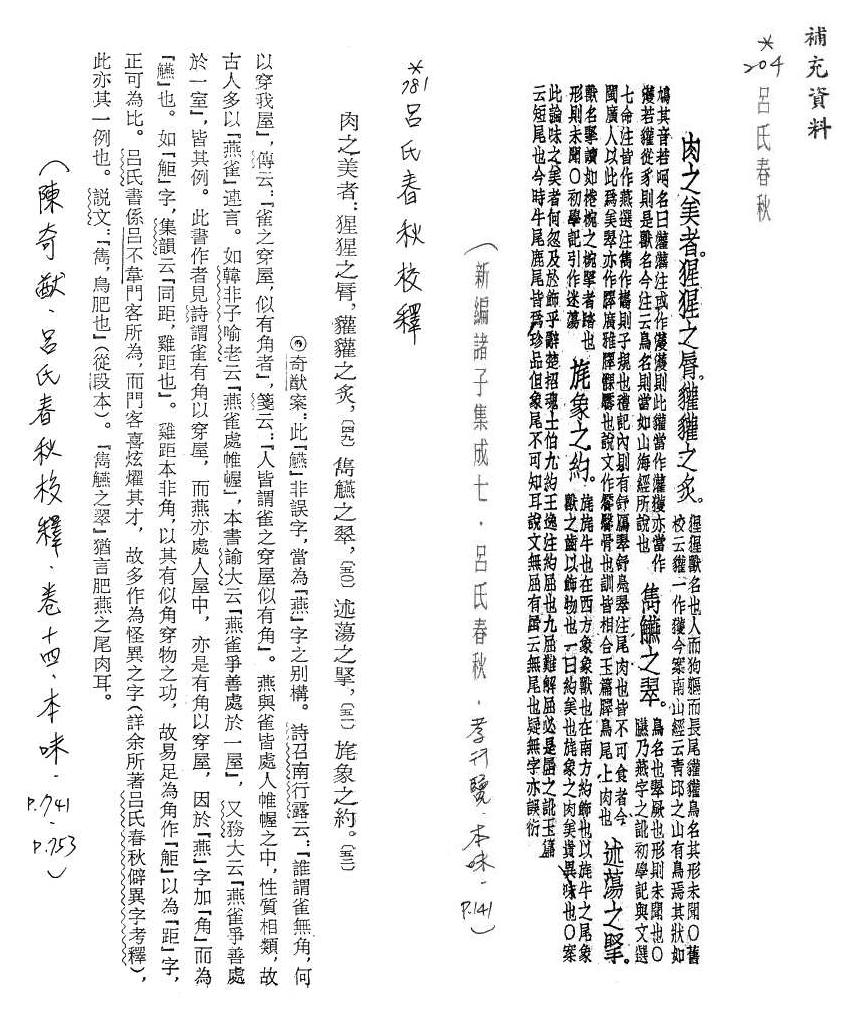 補充資料
*204 呂氏春秋
肉之美者。猩猩之脣。貛貛之炙。
猩猩獸名也人面狗軀而長尾貛貛鳥名其形未聞〇舊
校云貛一作獲今案南山經云青邱之山有鳥焉其狀如
鳩其音若呵名曰灌灌注或作濩濩則此貛當作灌獲亦當作
濩若貛從豸則是獸名今注云鳥名則當如山海經所說也
雋觾之翠。
鳥名也翠厥也形則未聞也〇
觾乃燕字之訛初學記與文選
七命注皆作燕選注雋作巂則子規也禮記內則有舒鴈翠舒鳧翠注尾肉也皆不可食者今
閩廣人以此爲美翠亦作臎廣雅臎髁也說文作骨也訓皆相合玉篇臎鳥尾上肉也
述蕩之掔。
獸名掔讀如捲椀之椀掔者踏也
形則未聞〇初學記引作迷蕩
旄象之約。
旄旄牛也在西方象象獸也在南方約飾也以旄牛之尾象
獸之齒以飾物也一曰約美也旄象之肉美貴異味也〇案
此論味之美者何忽及於飾乎辭楚招魂土伯九約王逸注約屈也九屈難解屈必是之訛玉篇
云短尾也今時牛尾鹿尾皆爲珍品但象尾不可知耳說文無屈有云無尾也疑無字亦誤衍
(新編諸子集成七.呂氏春秋.孝行覽.本味.P.141)
*781 呂氏春秋校釋
肉之美者:猩猩之脣,貛貛之炙,〔四九〕雋觾之翠,〔五〇〕述蕩之掔,〔五一〕旄象之約。〔五二〕
㊄奇猷案:此「觾」非誤字,當為「燕」字之別構。詩召南行露云:「誰謂雀無角,何
以穿我屋」,傳云:「雀之穿屋,似有角者」,箋云:「人皆謂雀之穿屋似有角」。燕與雀皆處人帷幄之中,性質相類,故
古人多以「燕雀」連言。如韓非子喻老云「燕雀處帷幄」,本書諭大云「燕雀爭善處於一屋」,又務大云「燕雀爭善處
於一室」,皆其例。此書作者見詩謂雀有角以穿屋,而燕亦處人屋中,亦是有角以穿屋,因於「燕」字加「角」而為
「觾」也。如「䏣」字,集韻云「同距,雞距也」。雞距本非角,以其有似角穿物之功,故易足為角作「䏣」以為「距」字,
正可為比。呂氏書係呂不韋門客所為,而門客喜炫燿其才,故多作為怪異之字(詳余所著呂氏春秋僻異字考釋),
此亦其一例也。說文:「雋,鳥肥也」(從段本)。「雋觾之翠」猶言肥燕之尾肉耳。
(陳奇猷.呂氏春秋校釋.卷十四.本味.P.741.P.753)